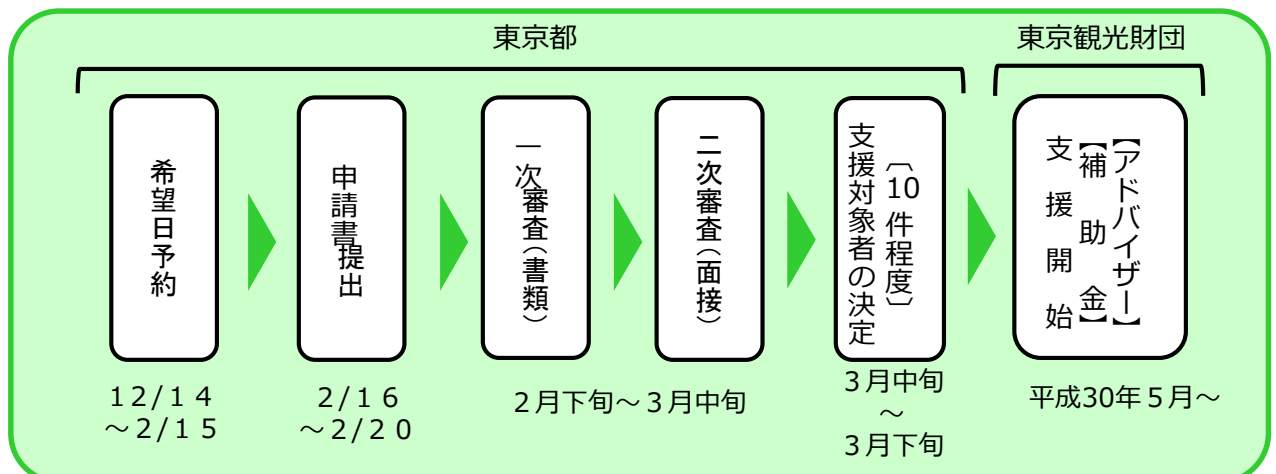 東京都
東京観光財団
希望日予約
申請書提出
一次審査（書類）
二次審査（面接）
支援対象者の決定
〔10件程度〕
【アドバイザー】
【補助金】
支援開始
１２/１４
～２/１５
２/１６
～２/２０
２月下旬～３月中旬
３月中旬
～
３月下旬
平成30年５月～